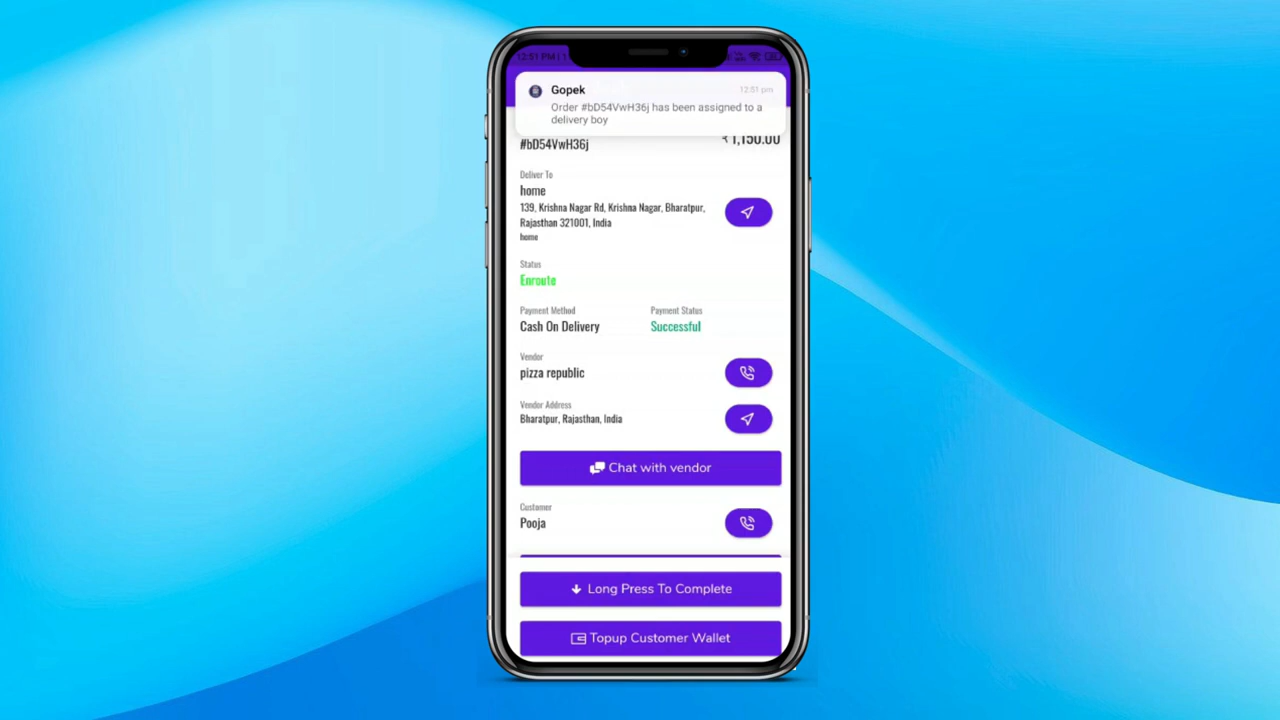 12:51 PM | 1
Gopek
12:51 pm
Order #bD54VwH36j has been assigned to a
delivery boy
#bD54VwH36j
₹ 1,150.00
Deliver To
home
139, Krishna Nagar Rd, Krishna Nagar, Bharatpur,
Rajasthan 321001, India
home
Status
Enroute
Payment Method
Payment Status
Cash On Delivery
Successful
Vendor
pizza republic
Vendor Address
Bharatpur, Rajasthan, India
Chat with vendor
Customer
Pooja
Long Press To Complete
Topup Customer Wallet